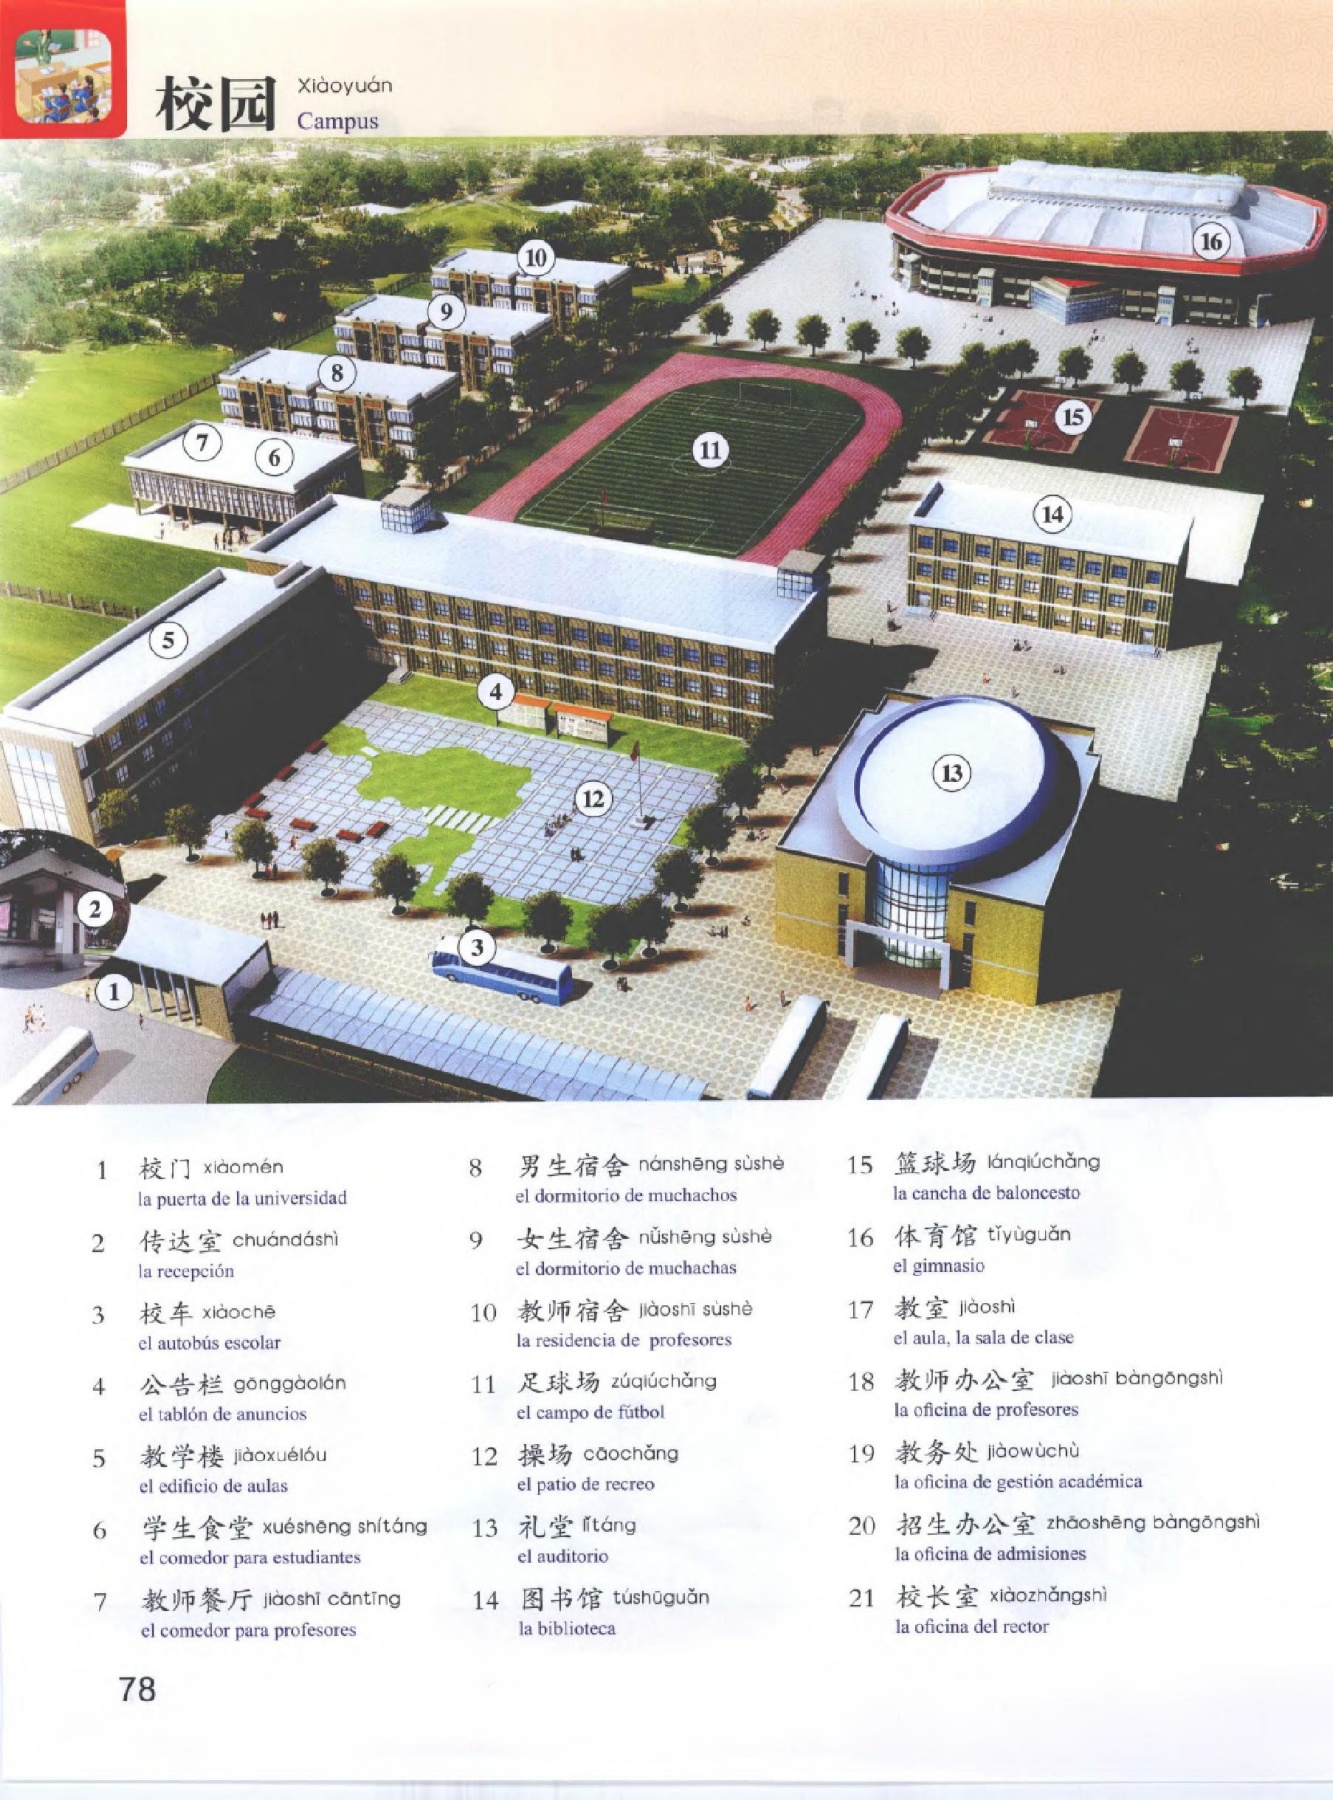 校园 Xiàoyuán
Campus
10
16
9
8
15
7
6
11
14
5
4
13
12
2
3
1
1 校门 xiàomén
la puerta de la universidad
2 传达室 chuándáshì
la recepción
3 校车 xiàochē
el autobús escolar
4 公告栏 gōnggàolán
el tablón de anuncios
5 教学楼 jiàoxuélóu
el edificio de aulas
6 学生食堂 xuéshēng shítáng
el comedor para estudiantes
7 教师餐厅 jiàoshī cāntīng
el comedor para profesores
8 男生宿舍 nánshēng sùshè
el dormitorio de muchachos
9 女生宿舍 nǚshēng sùshè
el dormitorio de muchachas
10 教师宿舍 jiàoshī sùshè
la residencia de profesores
11 足球场 zúqiúchǎng
el campo de fútbol
12 操场 cāochǎng
el patio de recreo
13 礼堂 lǐtáng
el auditorio
14 图书馆 túshūguǎn
la biblioteca
15 篮球场 lánqiúchǎng
la cancha de baloncesto
16 体育馆 tǐyùguǎn
el gimnasio
17 教室 jiàoshì
el aula, la sala de clase
18 教师办公室 jiàoshī bàngōngshì
la oficina de profesores
19 教务处 jiàowùchù
la oficina de gestión académica
20 招生办公室 zhāoshēng bàngōngshì
la oficina de admisiones
21 校长室 xiàozhǎngshì
la oficina del rector
78